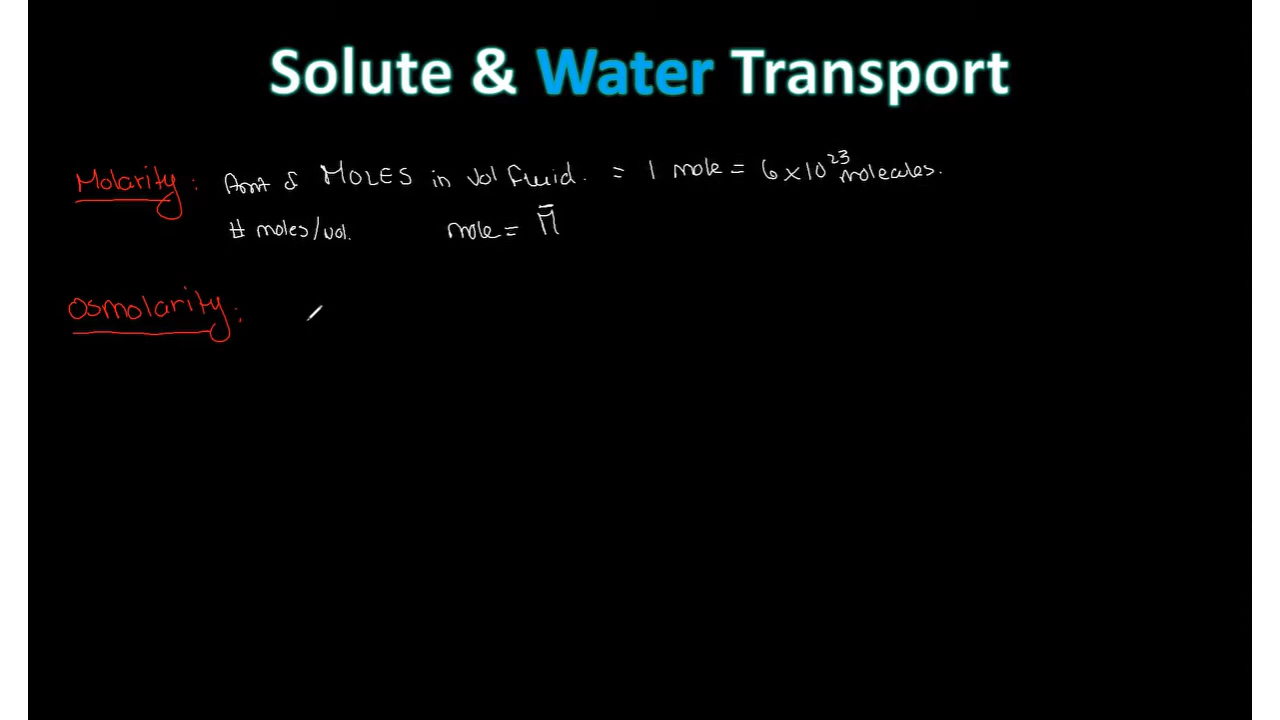 Solute & Water Transport
Molarity: Amt of MOLES in vol fluid. = 1 mole = 6 x 10²³ molecules.
# moles/vol. mole = M̄
Osmolarity: